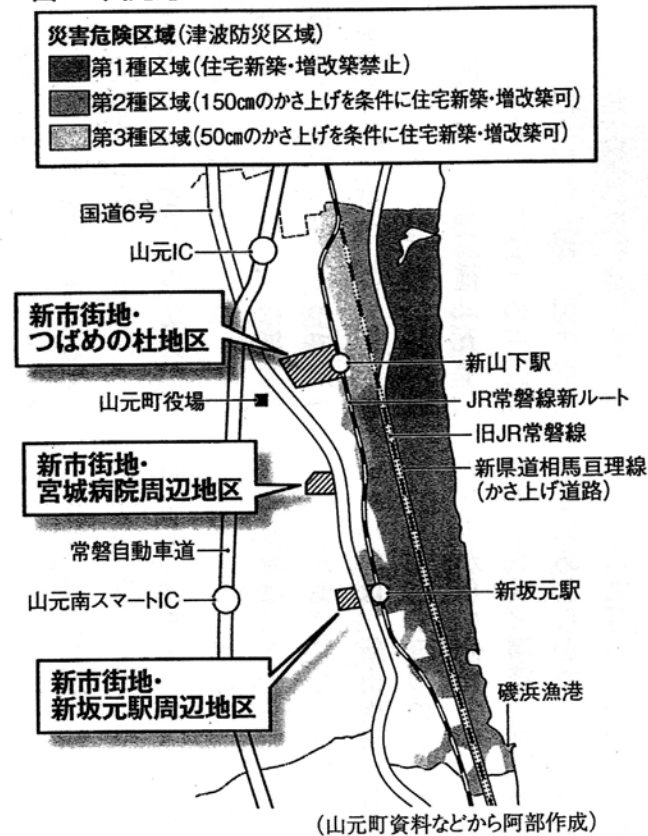 災害危険区域(津波防災区域)
第1種区域(住宅新築・増改築禁止)
第2種区域(150cmのかさ上げを条件に住宅新築・増改築可)
第3種区域(50cmのかさ上げを条件に住宅新築・増改築可)
国道6号
山元IC
新市街地・
つばめの杜地区
新山下駅
山元町役場
JR常磐線新ルート
旧JR常磐線
新市街地・
宮城病院周辺地区
新県道相馬亘理線
(かさ上げ道路)
常磐自動車道
山元南スマートIC
新坂元駅
新市街地・
新坂元駅周辺地区
磯浜漁港
(山元町資料などから阿部作成)